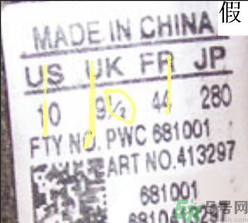 假
MADE IN CHINA
US UK FR JP
10 9½ 44 280
FTY NO. PWC 681001
ART NO.413297
681001